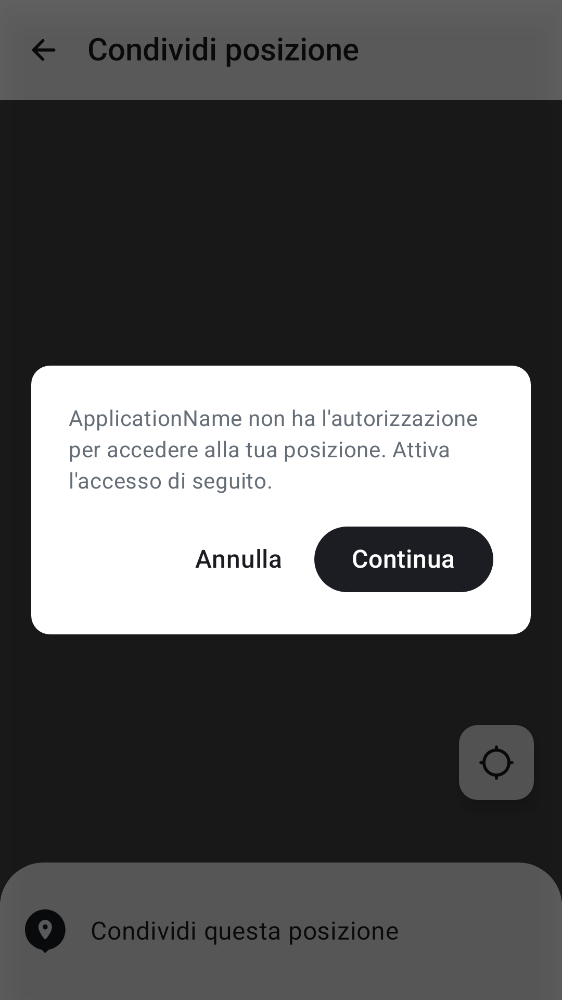 Condividi posizione
ApplicationName non ha l'autorizzazione
per accedere alla tua posizione. Attiva
l'accesso di seguito.
Annulla
Continua
Condividi questa posizione